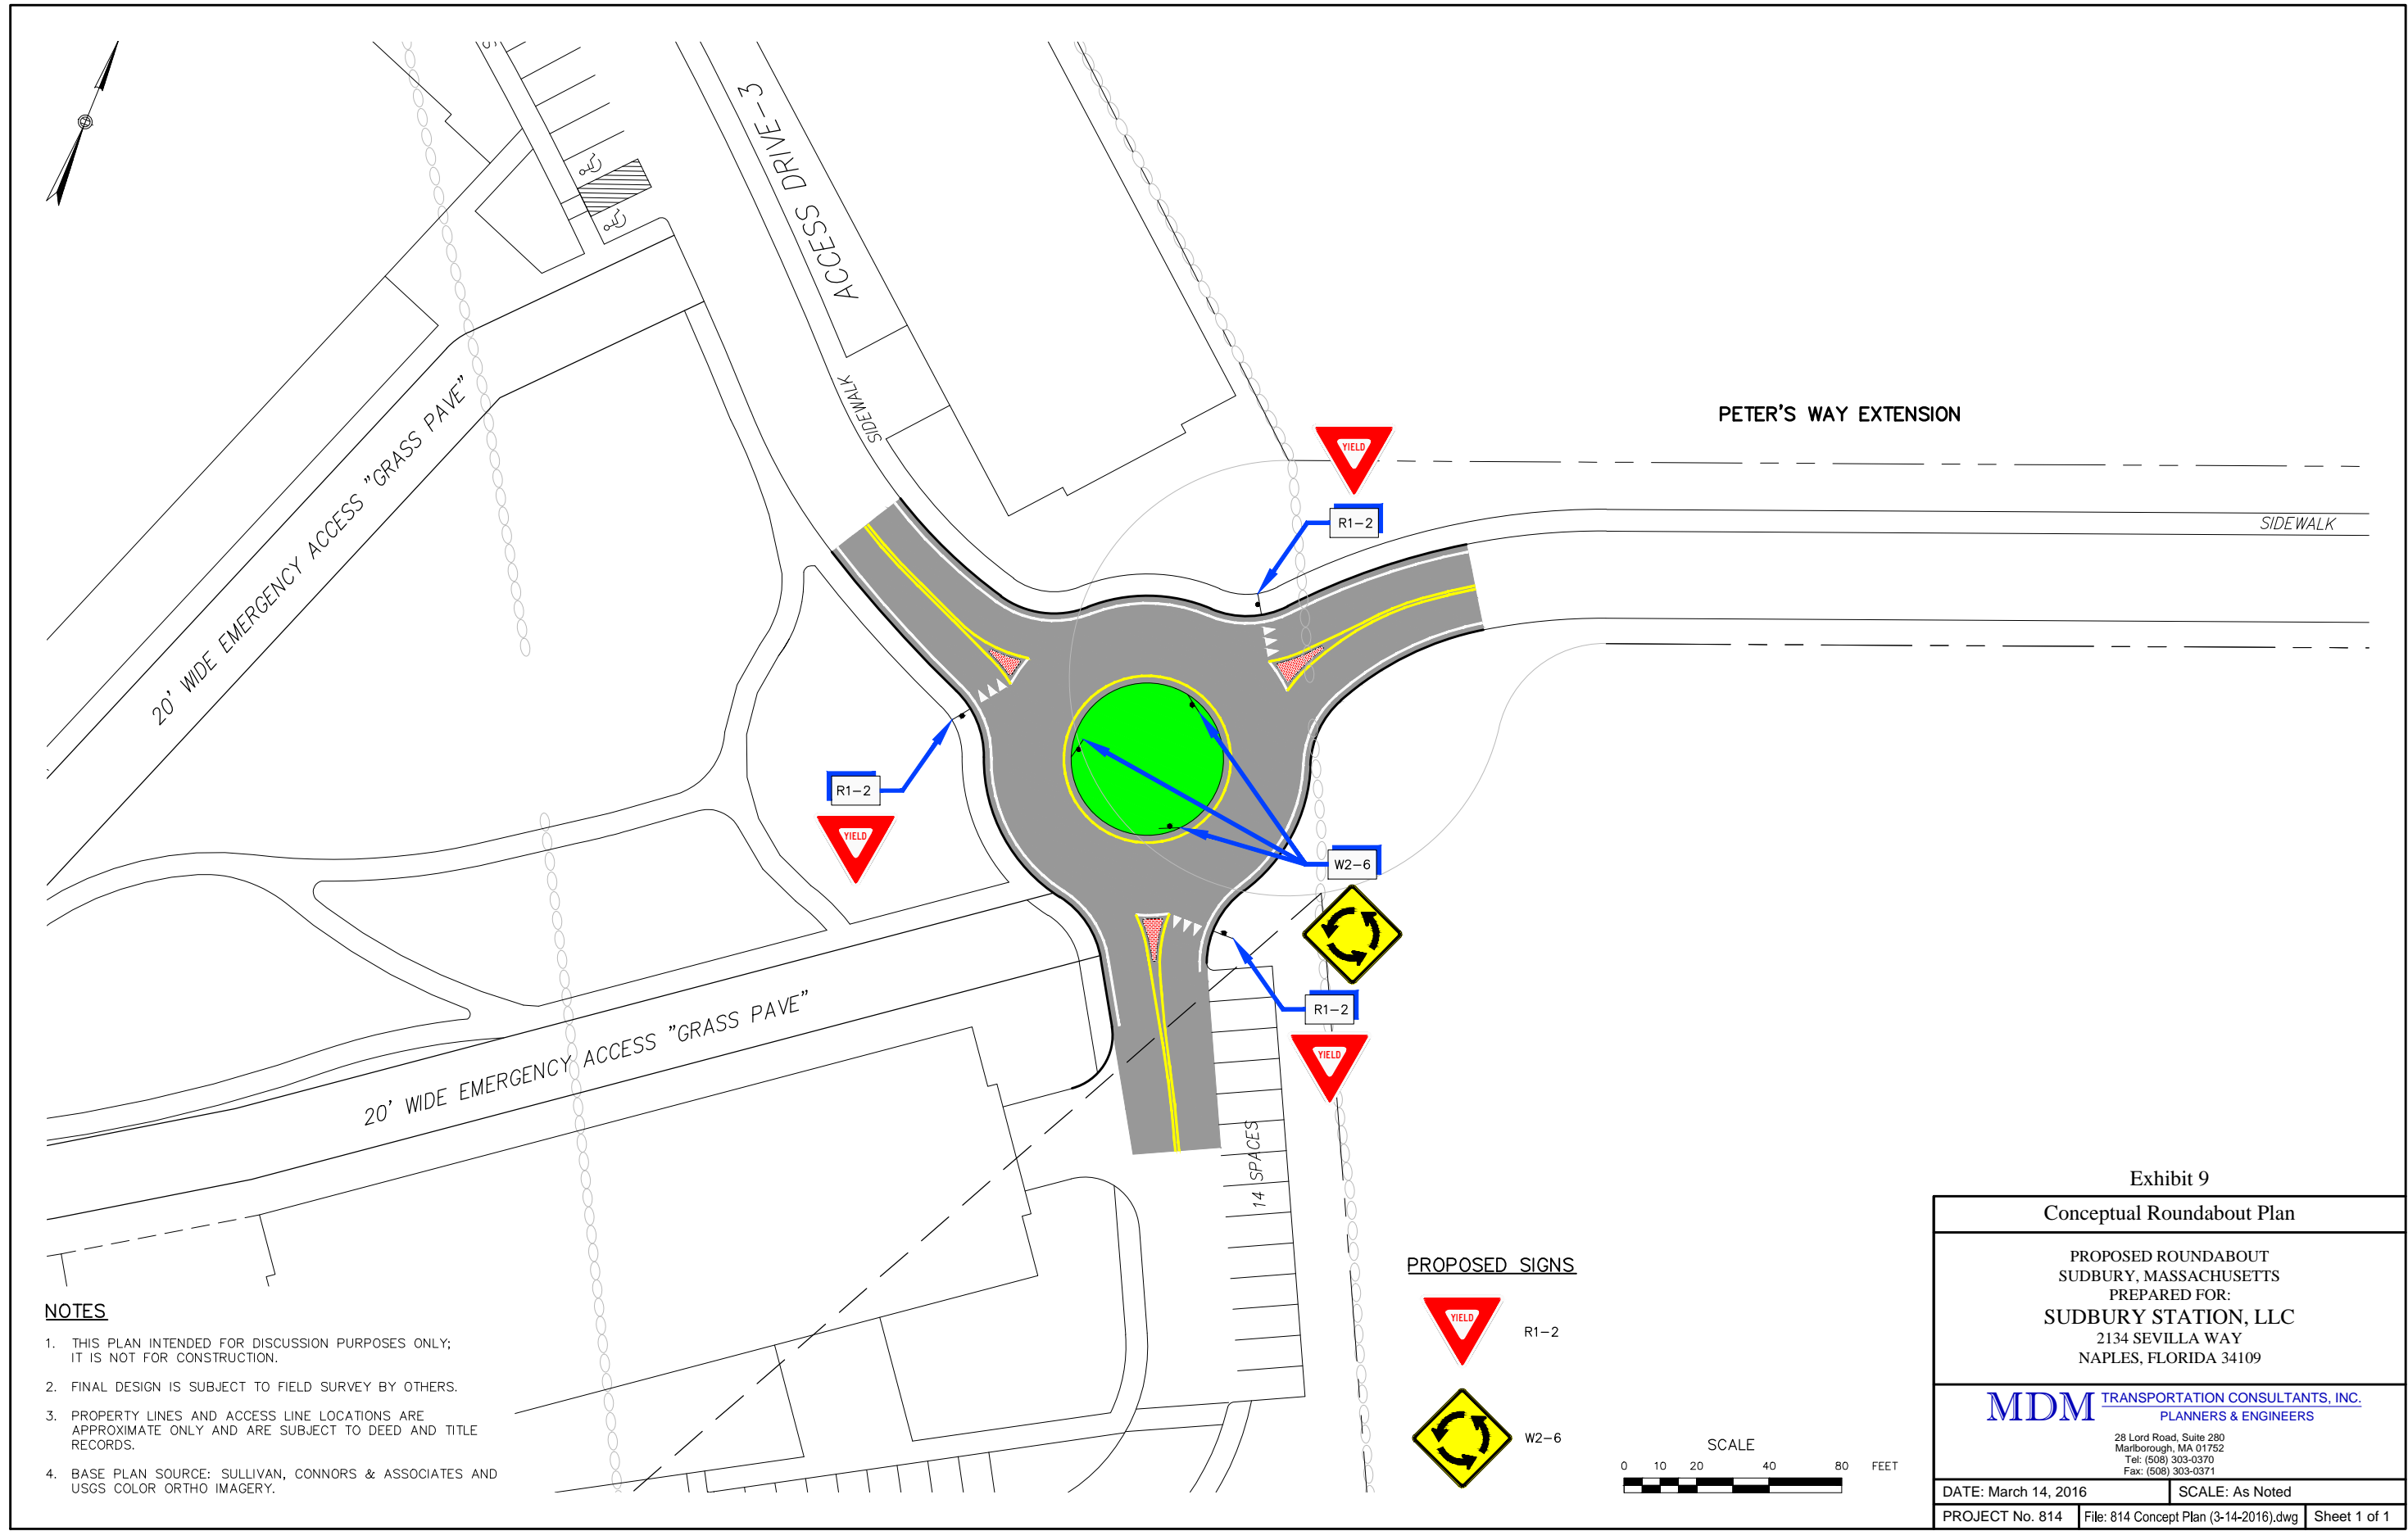 ACCESS DRIVE-3
SIDEWALK
20' WIDE EMERGENCY ACCESS "GRASS PAVE"
PETER'S WAY EXTENSION
YIELD
R1-2
SIDEWALK
R1-2
YIELD
W2-6
R1-2
YIELD
20' WIDE EMERGENCY ACCESS "GRASS PAVE"
14 SPACES
NOTES
1. THIS PLAN INTENDED FOR DISCUSSION PURPOSES ONLY;
IT IS NOT FOR CONSTRUCTION.
2. FINAL DESIGN IS SUBJECT TO FIELD SURVEY BY OTHERS.
3. PROPERTY LINES AND ACCESS LINE LOCATIONS ARE
APPROXIMATE ONLY AND ARE SUBJECT TO DEED AND TITLE
RECORDS.
4. BASE PLAN SOURCE: SULLIVAN, CONNORS & ASSOCIATES AND
USGS COLOR ORTHO IMAGERY.
PROPOSED SIGNS
YIELD
R1-2
W2-6
SCALE
0 10 20 40 80 FEET
Exhibit 9
Conceptual Roundabout Plan
PROPOSED ROUNDABOUT
SUDBURY, MASSACHUSETTS
PREPARED FOR:
SUDBURY STATION, LLC
2134 SEVILLA WAY
NAPLES, FLORIDA 34109
MDM TRANSPORTATION CONSULTANTS, INC.
PLANNERS & ENGINEERS
28 Lord Road, Suite 280
Marlborough, MA 01752
Tel: (508) 303-0370
Fax: (508) 303-0371
DATE: March 14, 2016 SCALE: As Noted
PROJECT No. 814 File: 814 Concept Plan (3-14-2016).dwg Sheet 1 of 1